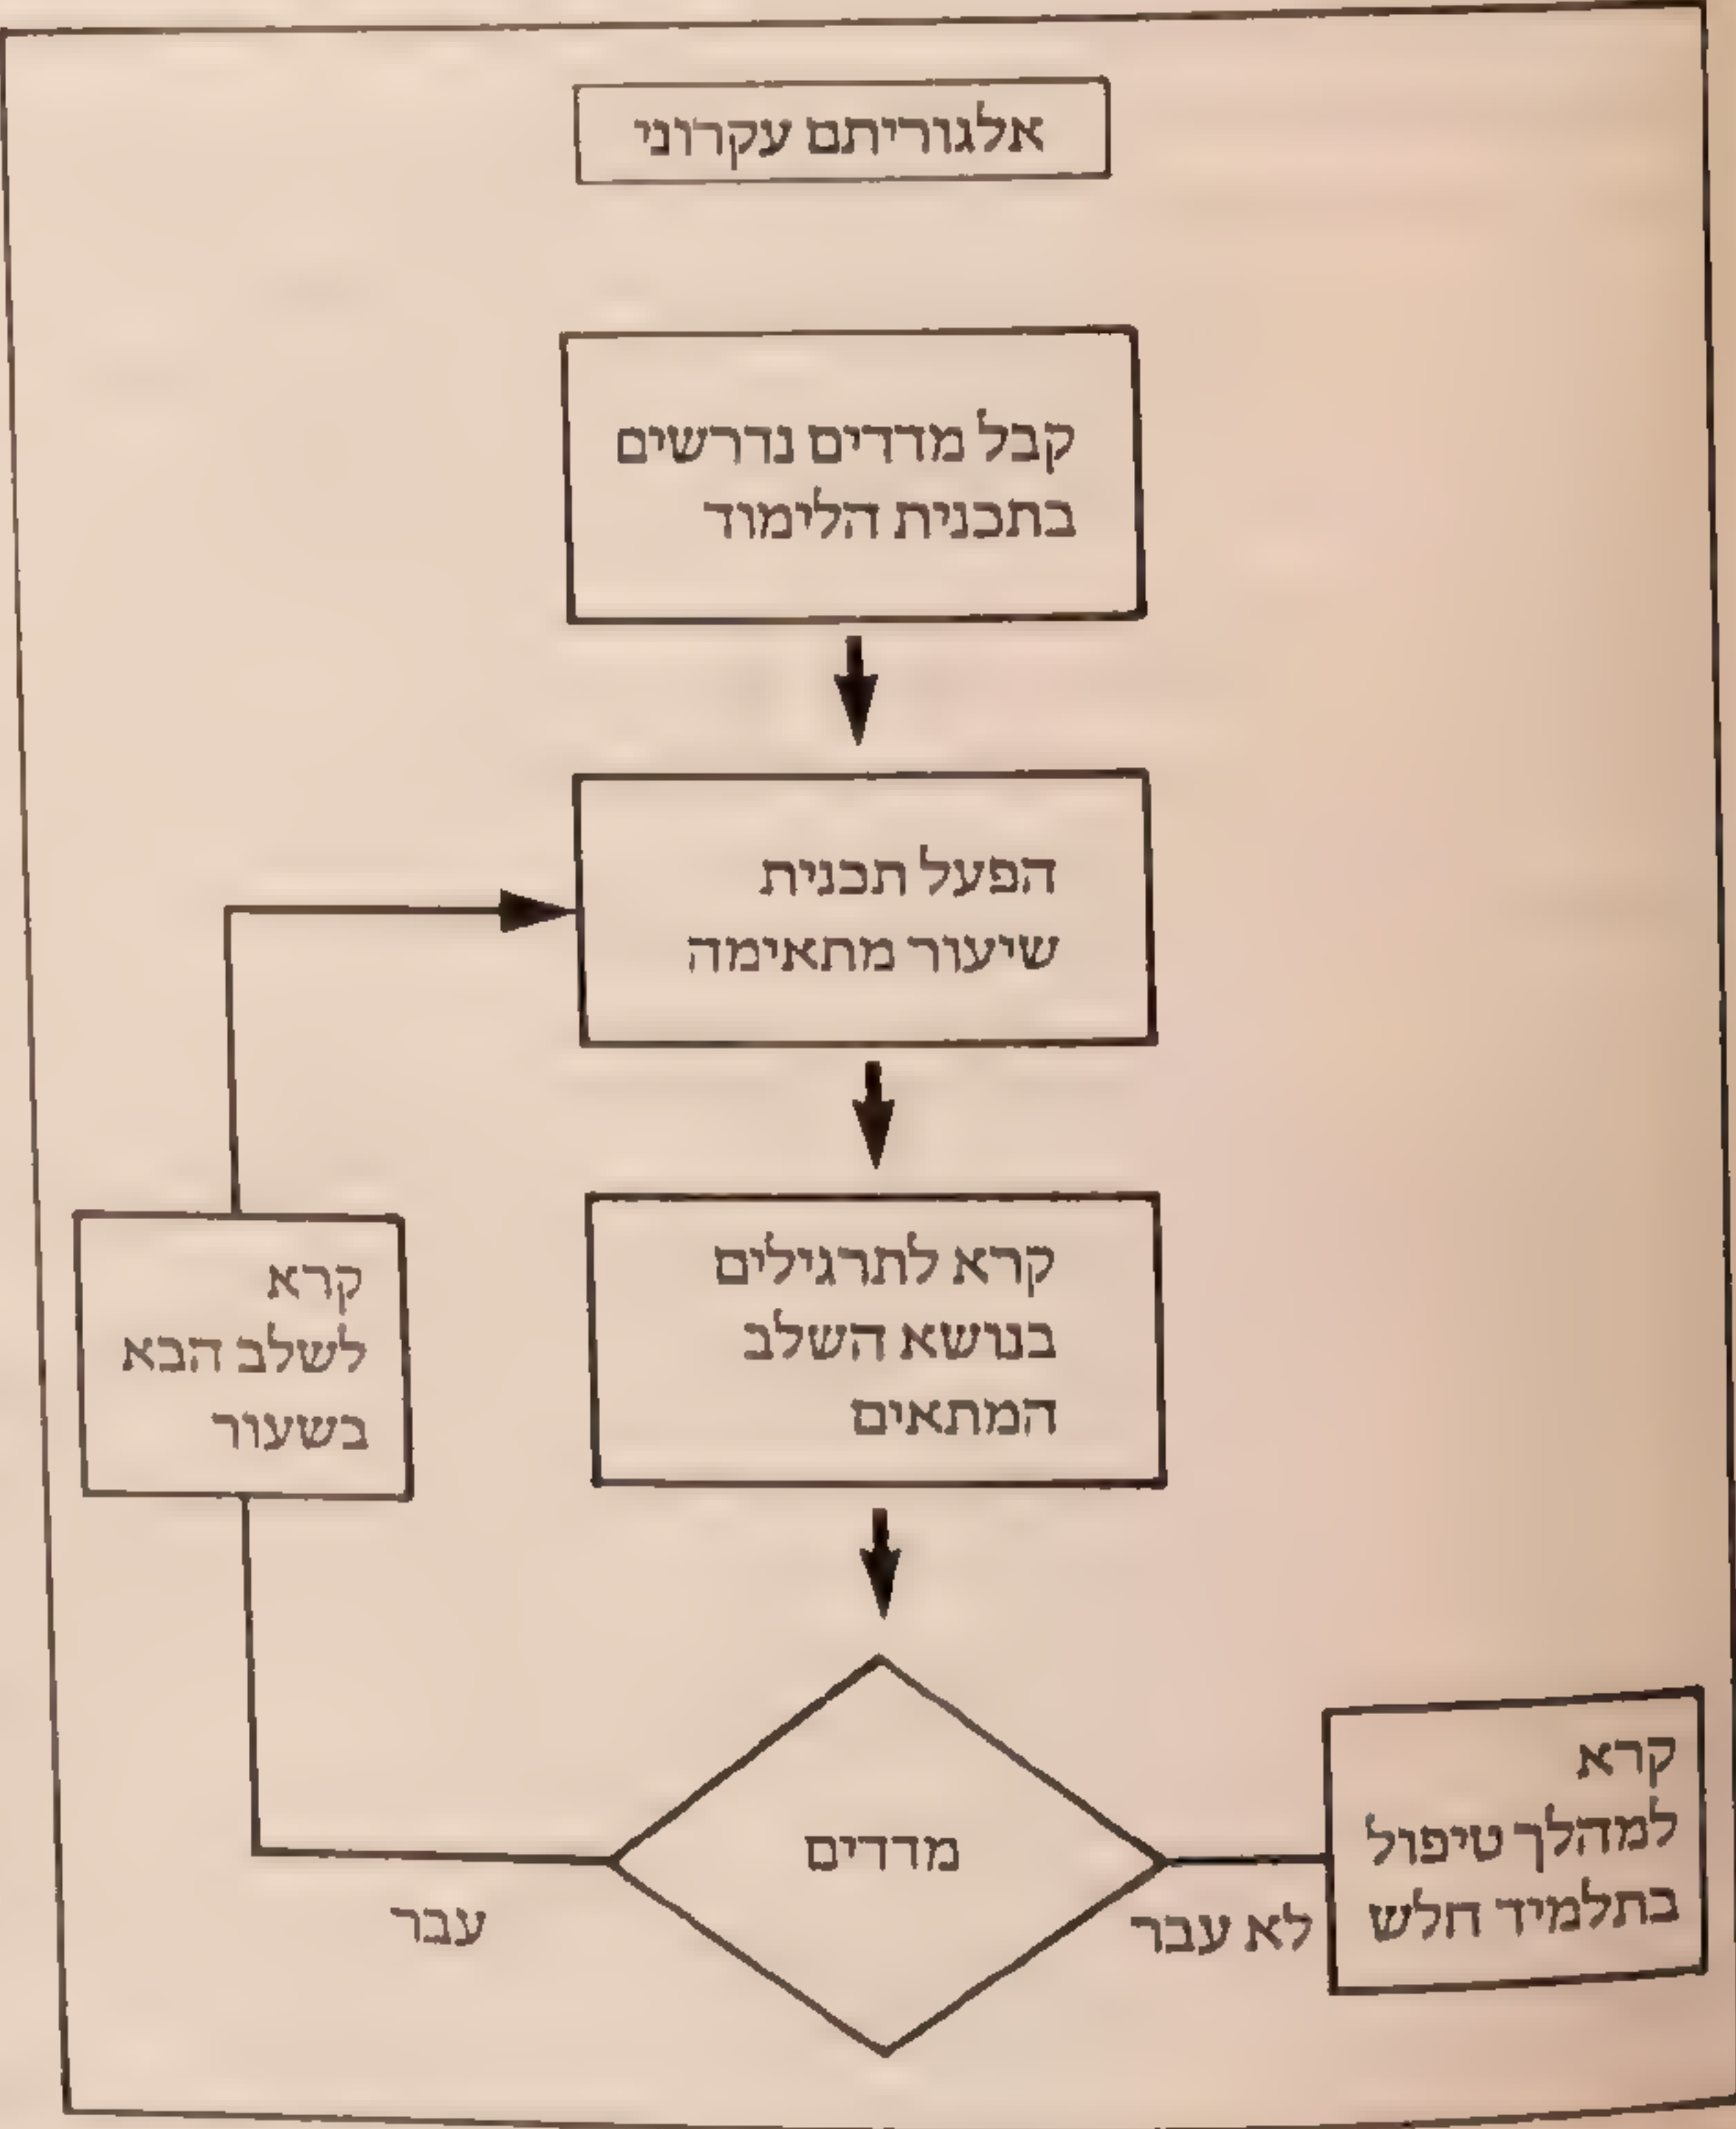 אלגוריתם עקרוני
קבל מדדים נדרשים
בתכנית הלימוד
הפעל תכנית
שיעור מתאימה
קרא לתרגילים
בנושא השלב
המתאים
קרא
לשלב הבא
בשעור
מדדים
קרא
למהלך טיפול
בתלמיד חלש
לא עבר
עבר